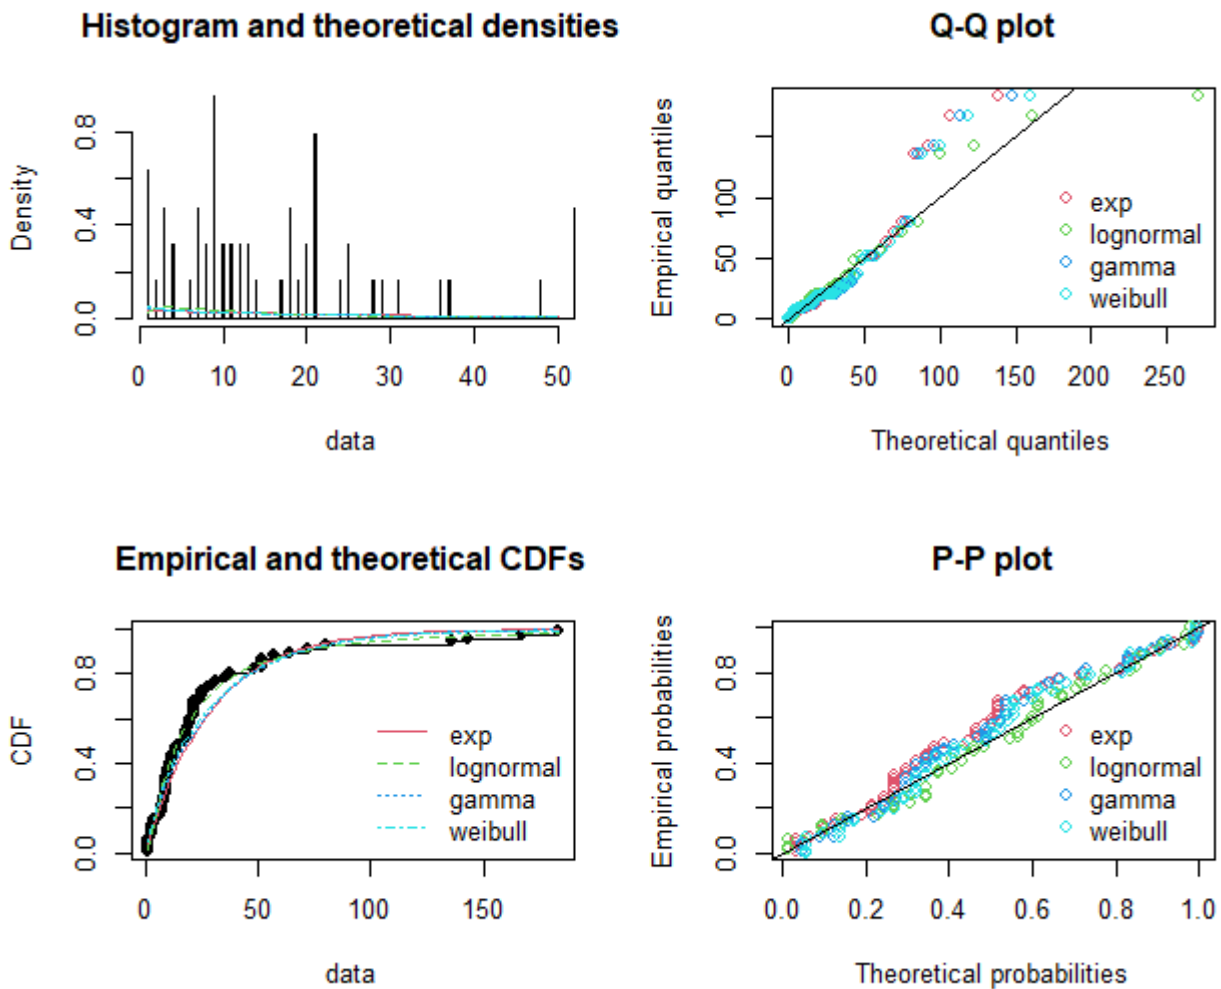 Histogram and theoretical densities
Density
0.0 0.4 0.8
0 10 20 30 40 50
data
Q-Q plot
Empirical quantiles
0 50 100
exp
lognormal
gamma
weibull
0 50 100 150 200 250
Theoretical quantiles
Empirical and theoretical CDFs
CDF
0.0 0.4 0.8
exp
lognormal
gamma
weibull
0 50 100 150
data
P-P plot
Empirical probabilities
0.0 0.4 0.8
exp
lognormal
gamma
weibull
0.0 0.2 0.4 0.6 0.8 1.0
Theoretical probabilities